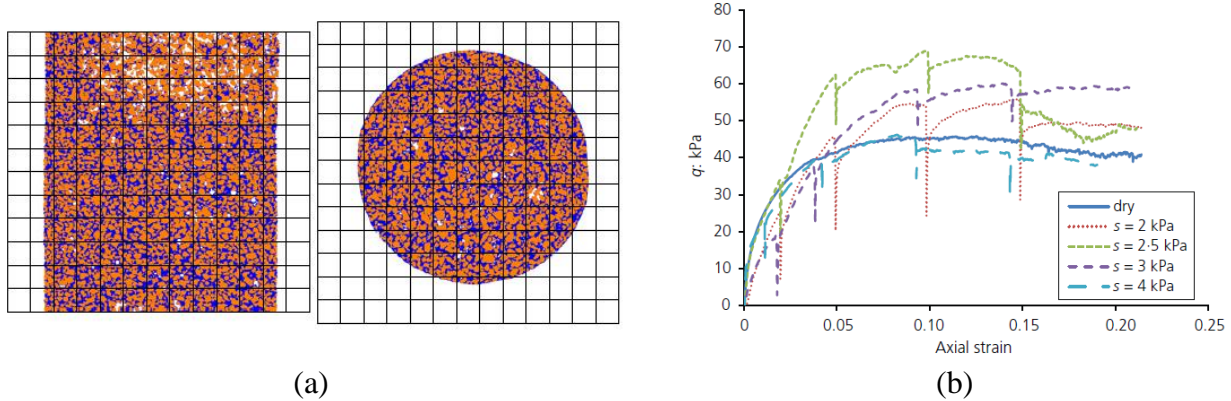 80
70
60
50
40
30
20
10
0
q: kPa
0
0.05
0.10
0.15
0.20
0.25
Axial strain
dry
s = 2 kPa
s = 2·5 kPa
s = 3 kPa
s = 4 kPa
(a)
(b)